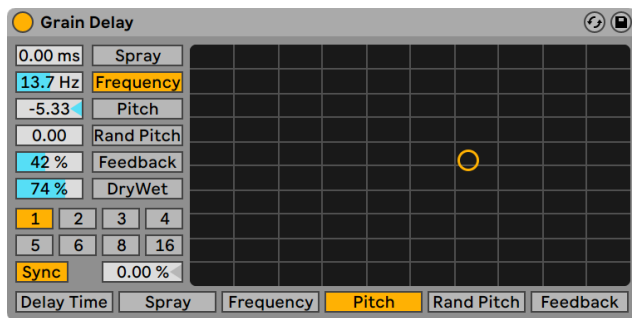 Grain Delay
0.00 ms Spray
13.7 Hz Frequency
-5.33 Pitch
0.00 Rand Pitch
42 % Feedback
74 % DryWet
1 2 3 4
5 6 8 16
Sync 0.00 %
Delay Time Spray Frequency Pitch Rand Pitch Feedback